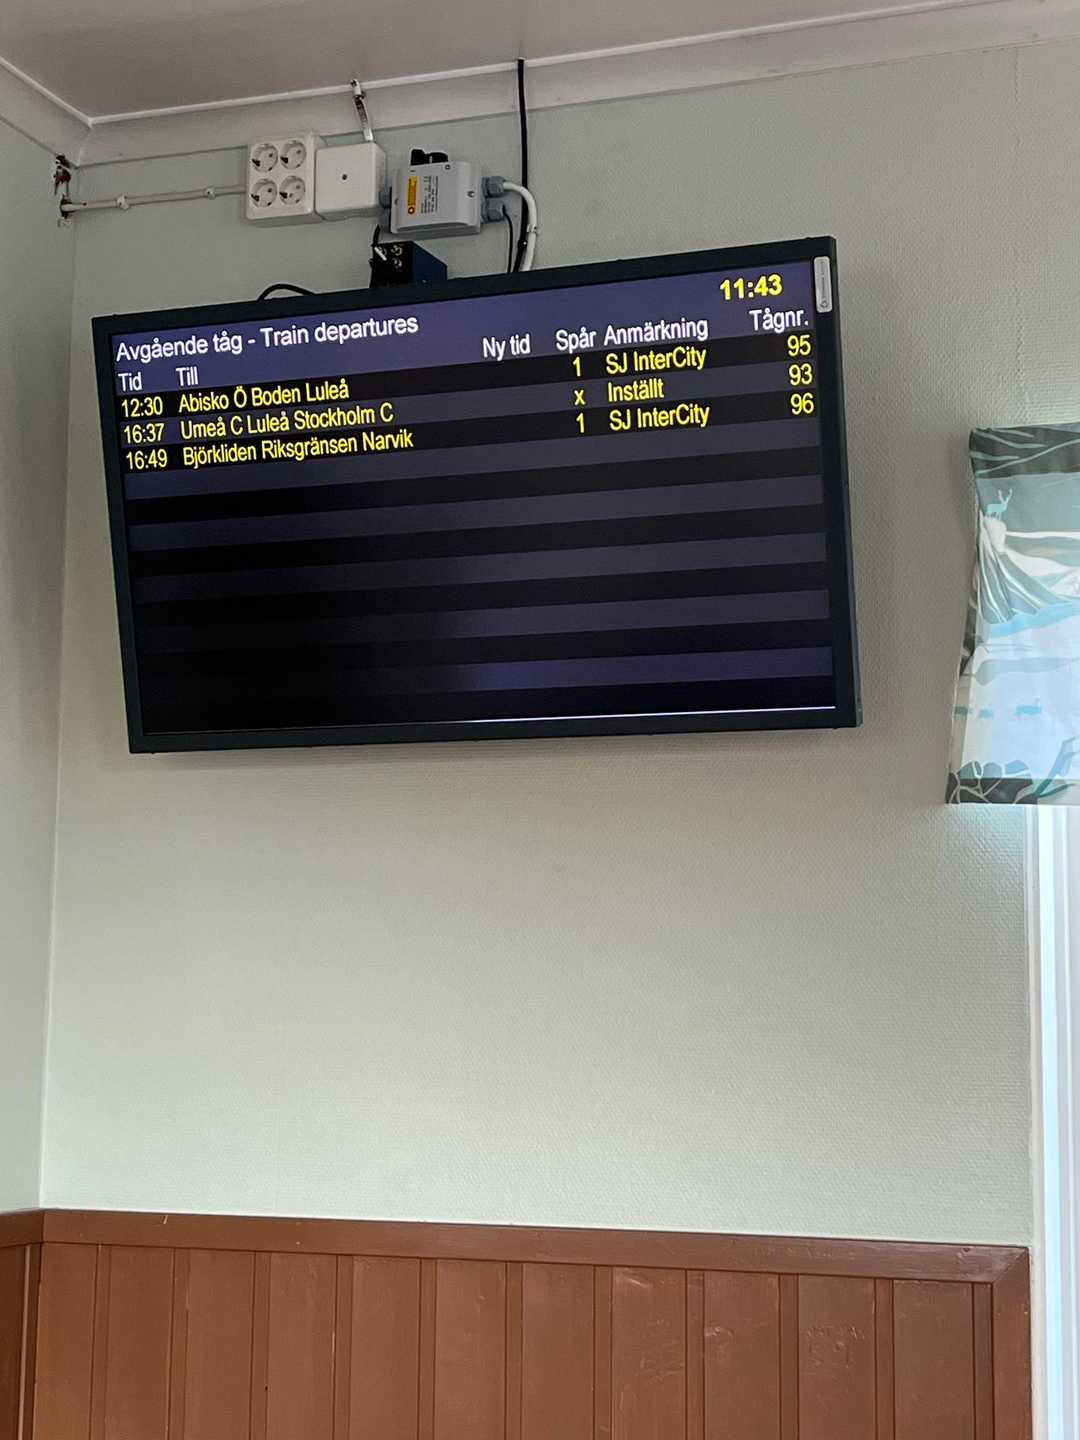 11:43
Avgående tåg - Train departures
Tid Till Ny tid Spår Anmärkning Tågnr.
12:30 Abisko Ö Boden Luleå 1 SJ InterCity 95
16:37 Umeå C Luleå Stockholm C x Inställt 93
16:49 Björkliden Riksgränsen Narvik 1 SJ InterCity 96